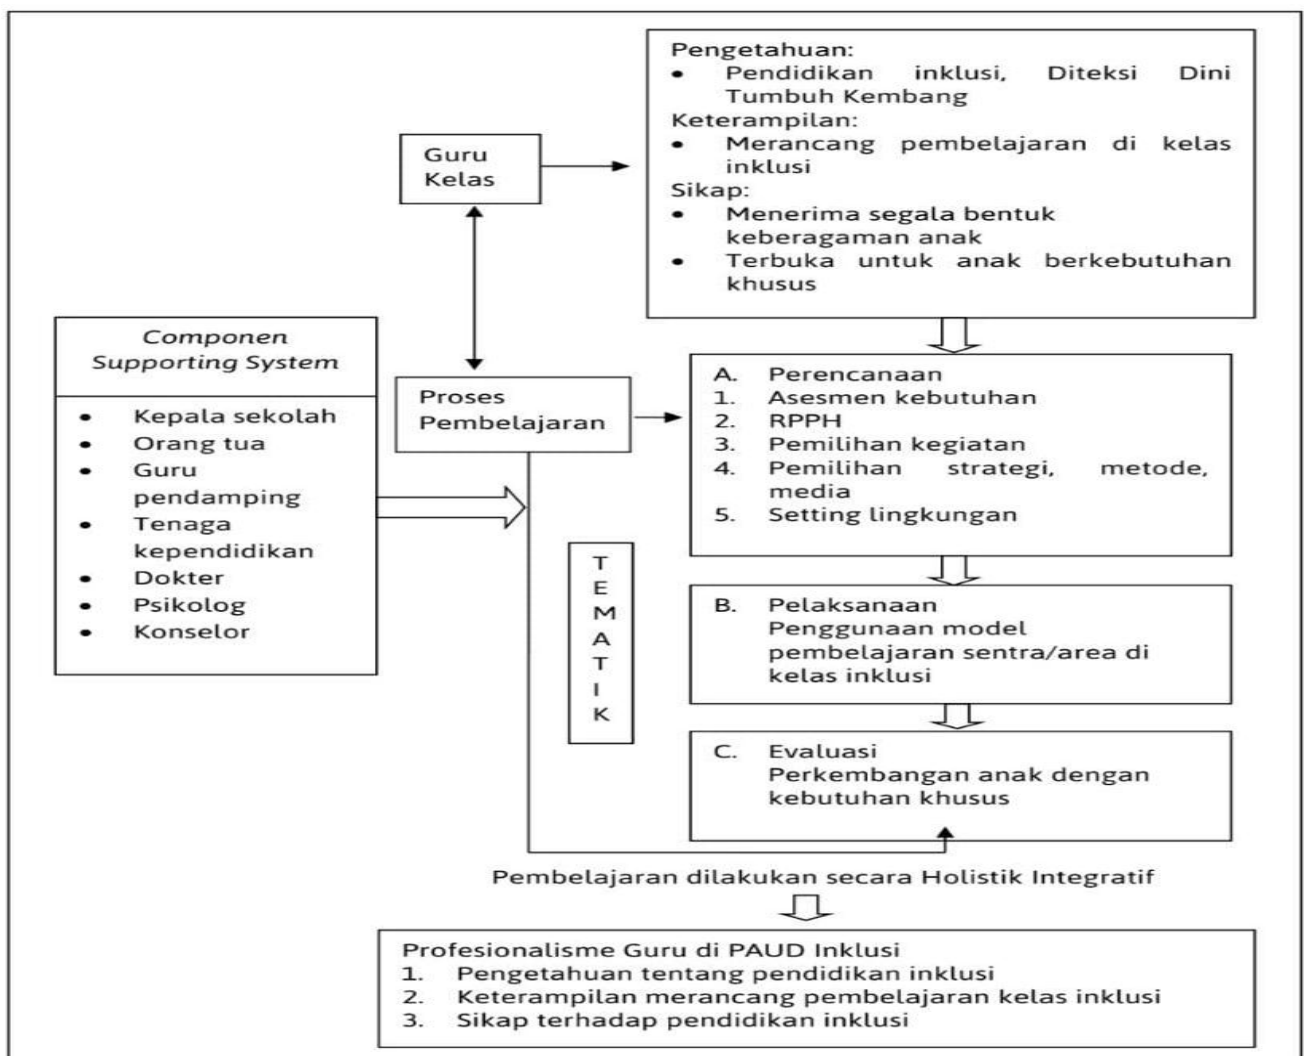 Pengetahuan:
• Pendidikan inklusi, Diteksi Dini
Tumbuh Kembang
Keterampilan:
• Merancang pembelajaran di kelas
inklusi
Sikap:
• Menerima segala bentuk
keberagaman anak
• Terbuka untuk anak berkebutuhan
khusus
Guru
Kelas
Componen
Supporting System
• Kepala sekolah
• Orang tua
• Guru
pendamping
• Tenaga
kependidikan
• Dokter
• Psikolog
• Konselor
Proses
Pembelajaran
A. Perencanaan
1. Asesmen kebutuhan
2. RPPH
3. Pemilihan kegiatan
4. Pemilihan strategi, metode,
media
5. Setting lingkungan
T
E
M
A
T
I
K
B. Pelaksanaan
Penggunaan model
pembelajaran sentra/area di
kelas inklusi
C. Evaluasi
Perkembangan anak dengan
kebutuhan khusus
Pembelajaran dilakukan secara Holistik Integratif
Profesionalisme Guru di PAUD Inklusi
1. Pengetahuan tentang pendidikan inklusi
2. Keterampilan merancang pembelajaran kelas inklusi
3. Sikap terhadap pendidikan inklusi